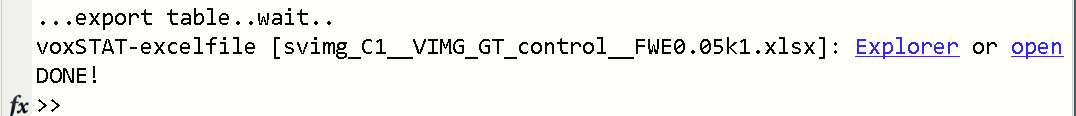 ...export table..wait..
voxSTAT-excelfile [svimg_C1__VIMG_GT_control__FWE0.05k1.xlsx]: Explorer or open
DONE!
fx >>